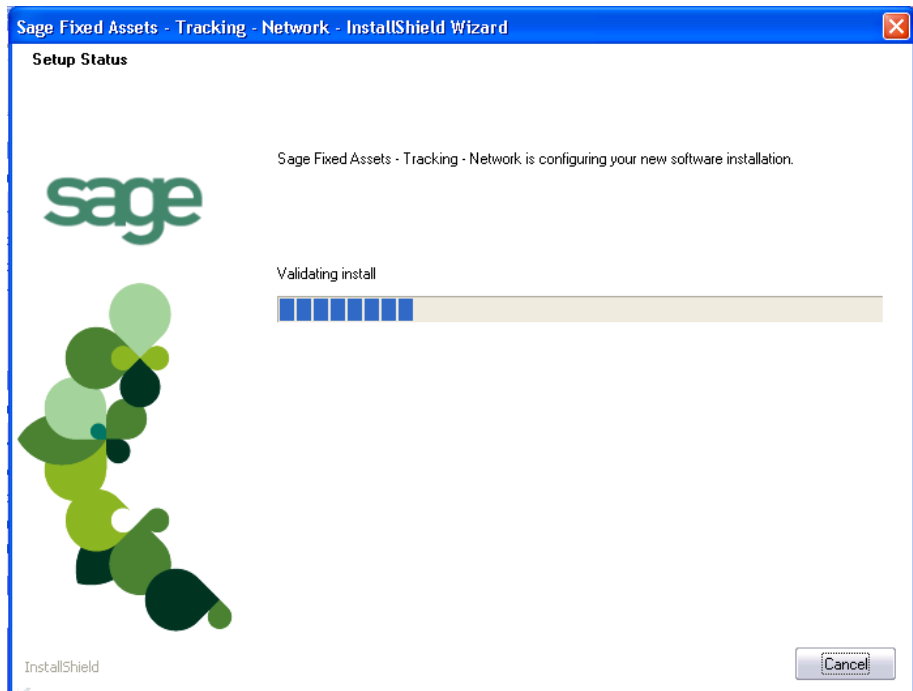 Sage Fixed Assets - Tracking - Network - InstallShield Wizard
Setup Status
Sage Fixed Assets - Tracking - Network is configuring your new software installation.
sage
Validating install
InstallShield
Cancel